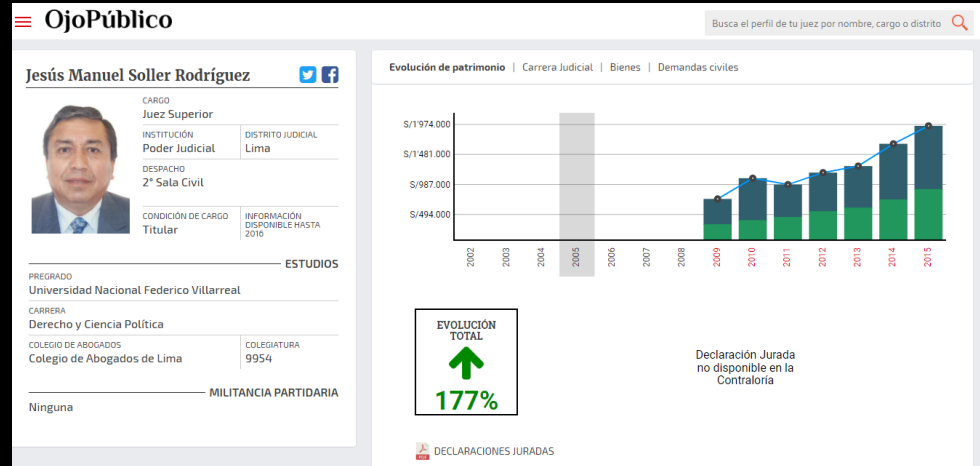 OjoPúblico
Busca el perfil de tu juez por nombre, cargo o distrito
Jesús Manuel Soller Rodríguez
CARGO
Juez Superior
INSTITUCIÓN
Poder Judicial
DISTRITO JUDICIAL
Lima
DESPACHO
2° Sala Civil
CONDICIÓN DE CARGO
Titular
INFORMACIÓN
DISPONIBLE HASTA
2016
ESTUDIOS
PREGRADO
Universidad Nacional Federico Villarreal
CARRERA
Derecho y Ciencia Política
COLEGIO DE ABOGADOS
Colegio de Abogados de Lima
COLEGIATURA
9954
MILITANCIA PARTIDARIA
Ninguna
Evolución de patrimonio | Carrera Judicial | Bienes | Demandas civiles
S/1'974.000
S/1'481.000
S/987.000
S/494.000
2002
2003
2004
2005
2006
2007
2008
2009
2010
2011
2012
2013
2014
2015
EVOLUCIÓN
TOTAL
177%
Declaración Jurada
no disponible en la
Contraloría
PDF
DECLARACIONES JURADAS